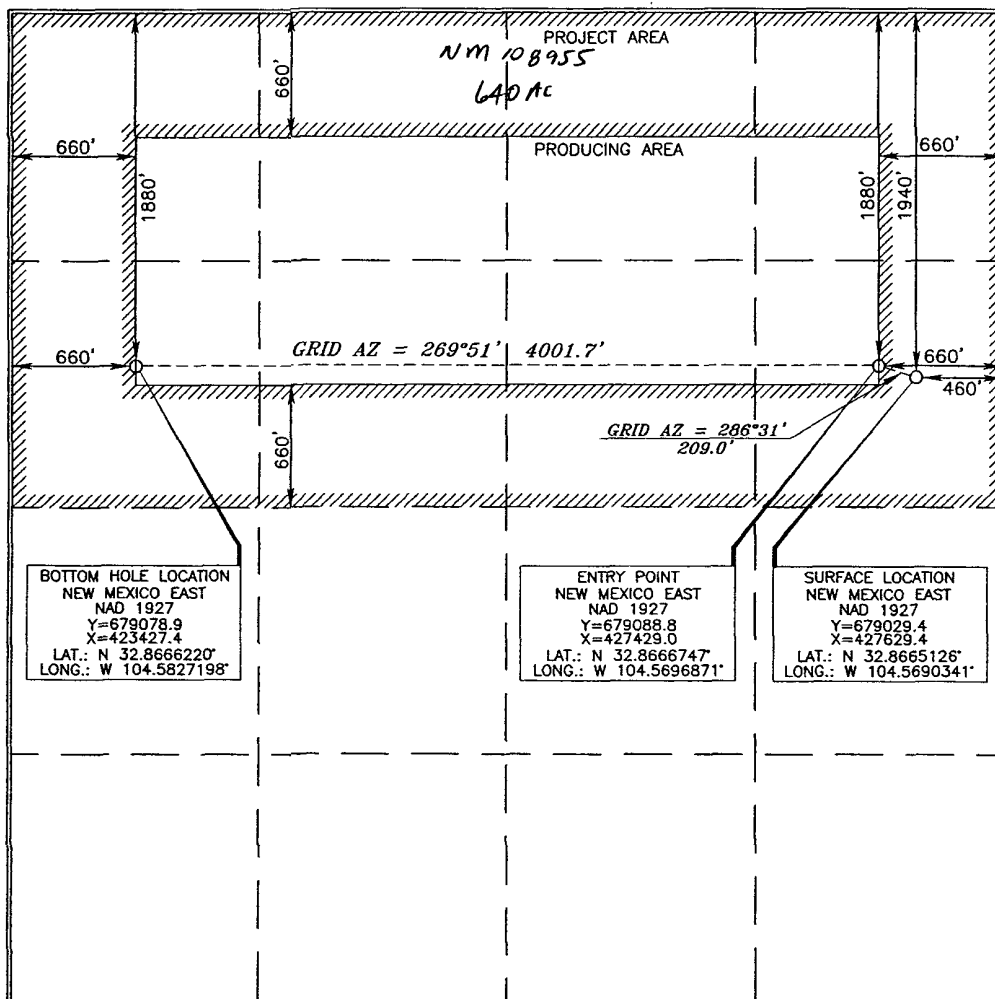 PROJECT AREA
NM 108955
640 AC
660'
660'
PRODUCING AREA
660'
1880'
1880'
1940'
GRID AZ = 269°51' 4001.7'
660'
660'
460'
GRID AZ = 286°31'
209.0'
660'
BOTTOM HOLE LOCATION
NEW MEXICO EAST
NAD 1927
Y=679078.9
X=423427.4
LAT.: N 32.8666220°
LONG.: W 104.5827198°
ENTRY POINT
NEW MEXICO EAST
NAD 1927
Y=679088.8
X=427429.0
LAT.: N 32.8666747°
LONG.: W 104.5696871°
SURFACE LOCATION
NEW MEXICO EAST
NAD 1927
Y=679029.4
X=427629.4
LAT.: N 32.8665126°
LONG.: W 104.5690341°